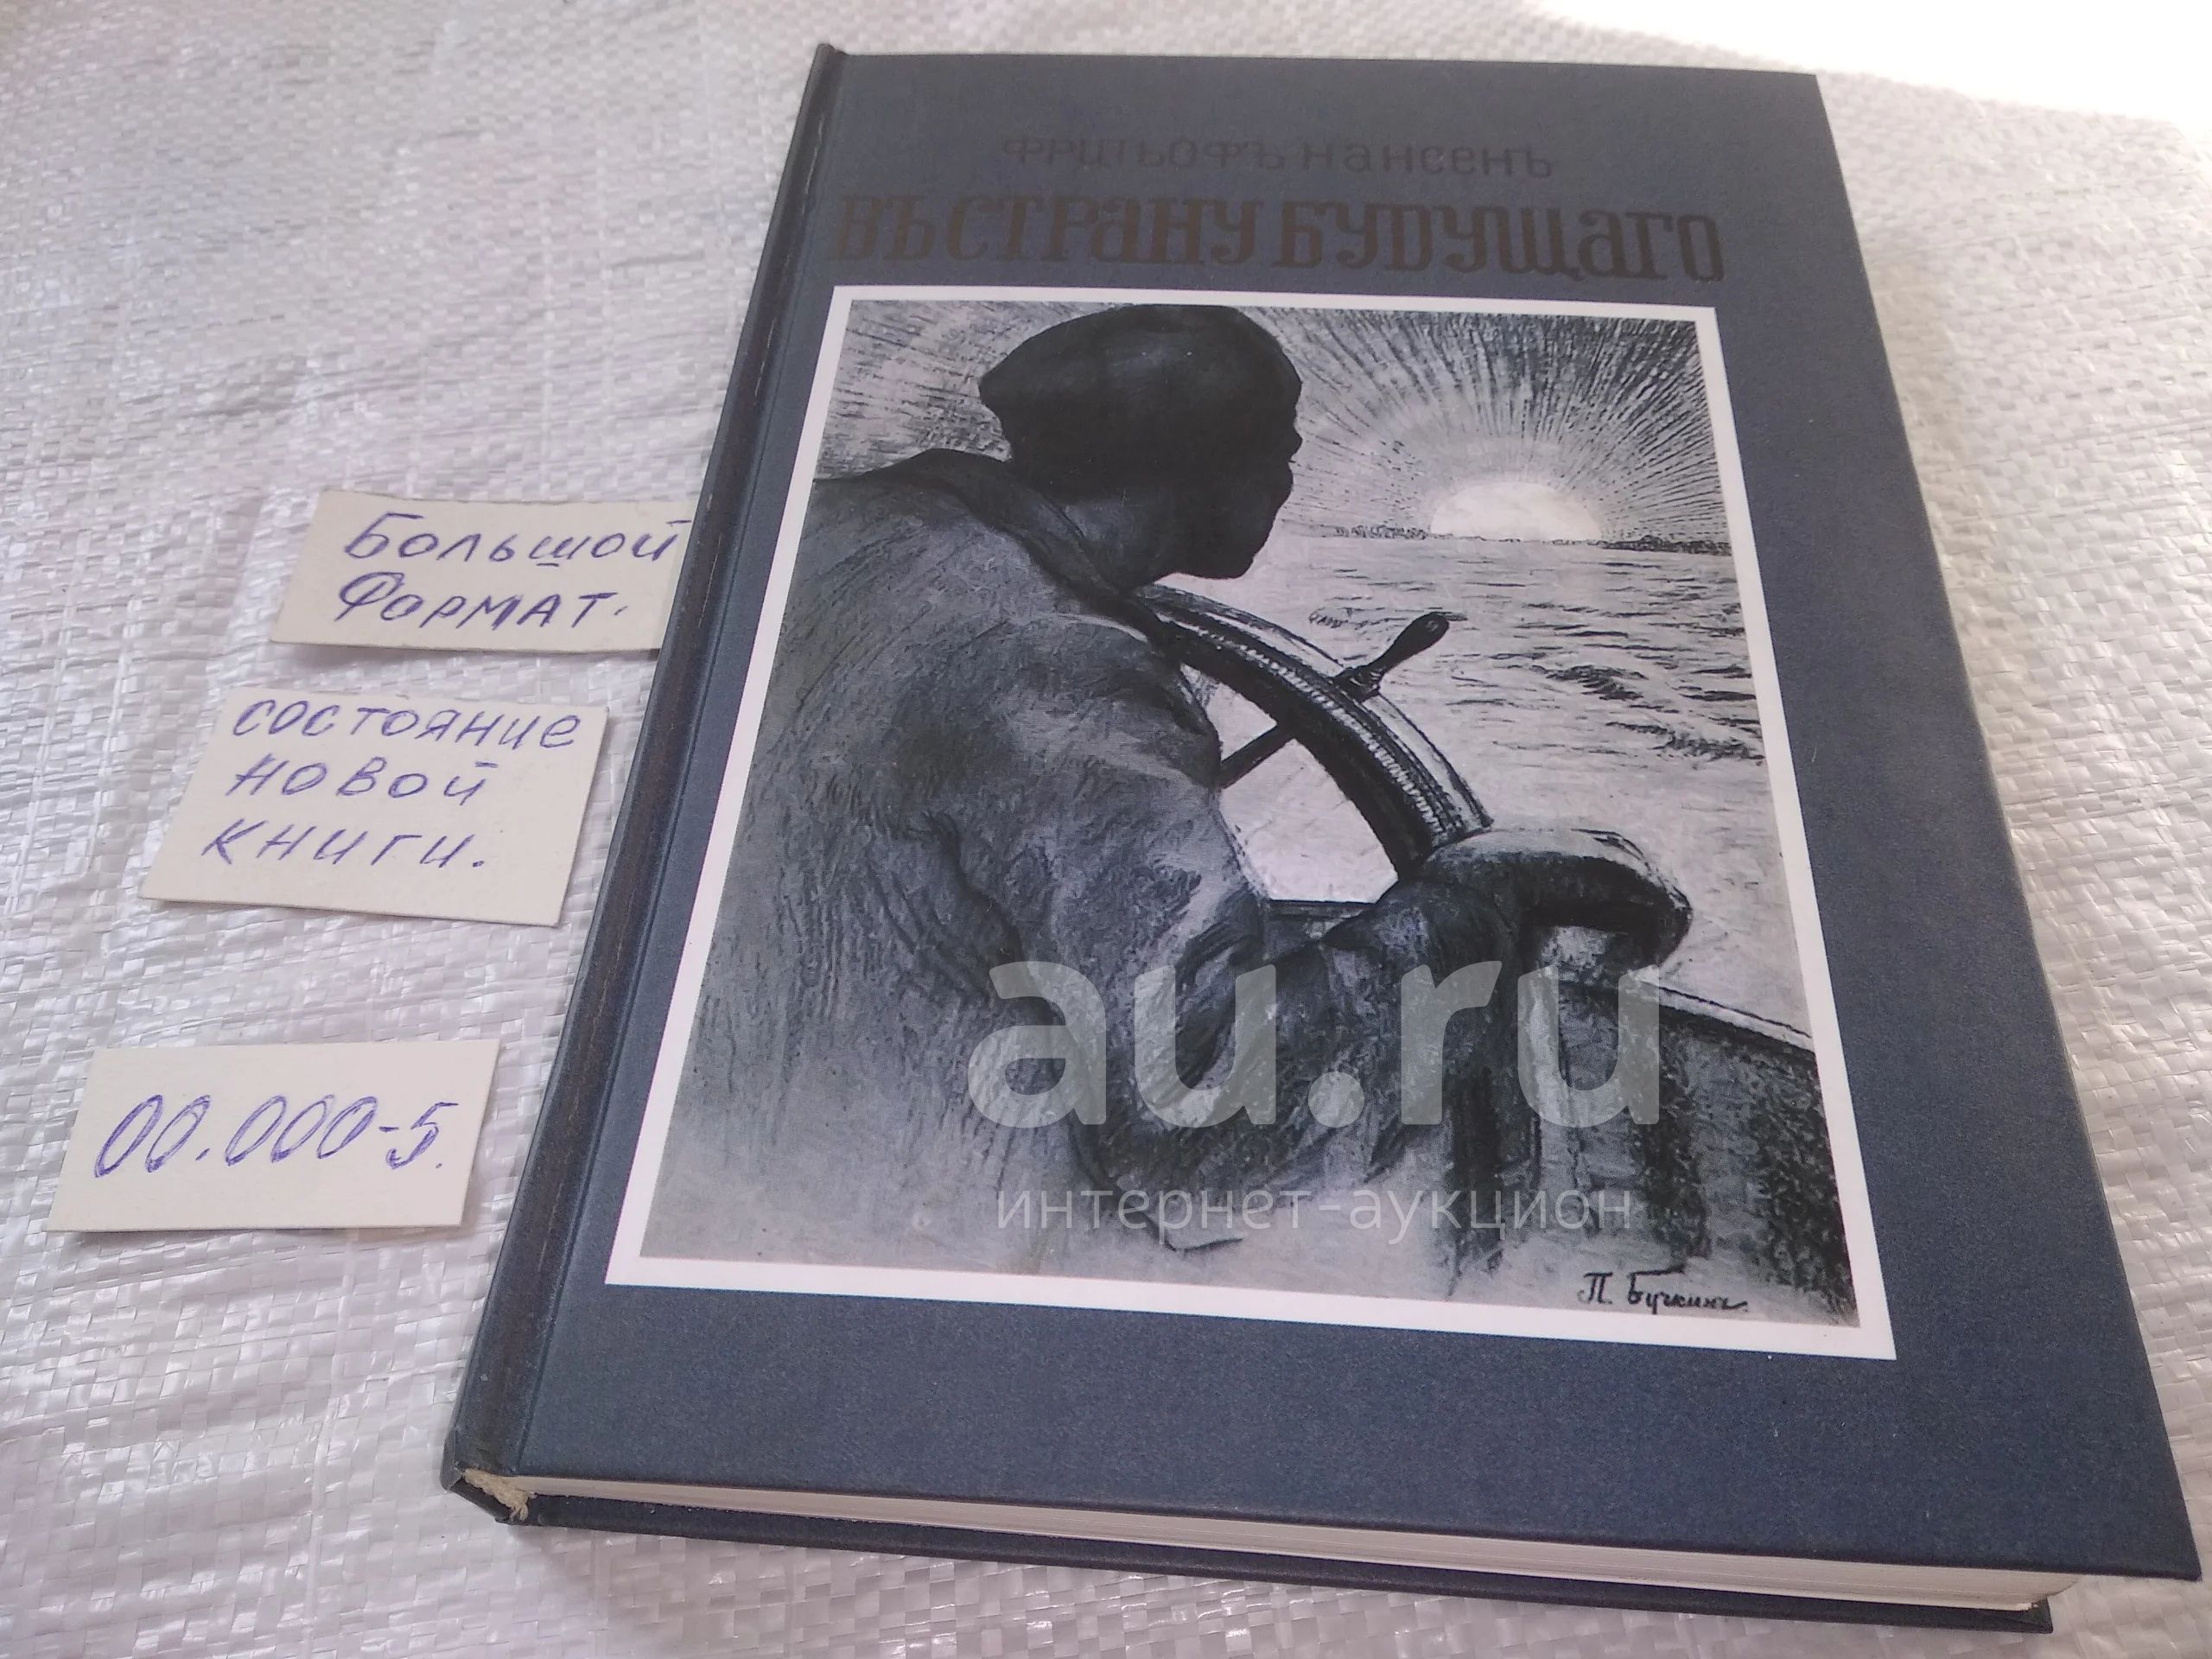 Фритьофъ Нансенъ
Въ страну будущаго
Большой
Формат.
состояние
новой
книги.
00.000-5.
au.ru
интернет-аукцион
П. Бучкинъ.